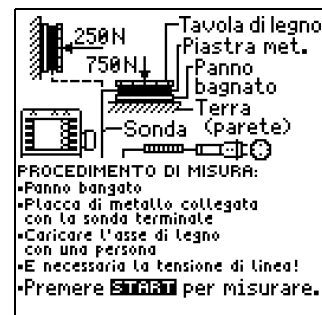 250N
750N
Tavola di legno
Piastra met.
Panno
bagnato
Terra
(parete)
Sonda
PROCEDIMENTO DI MISURA:
▪Panno bangato
▪Placca di metallo collegata
con la sonda terminale
▪Caricare l'asse di legno
con una persona
▪E necessaria la tensione di linea!
▪Premere START per misurare.